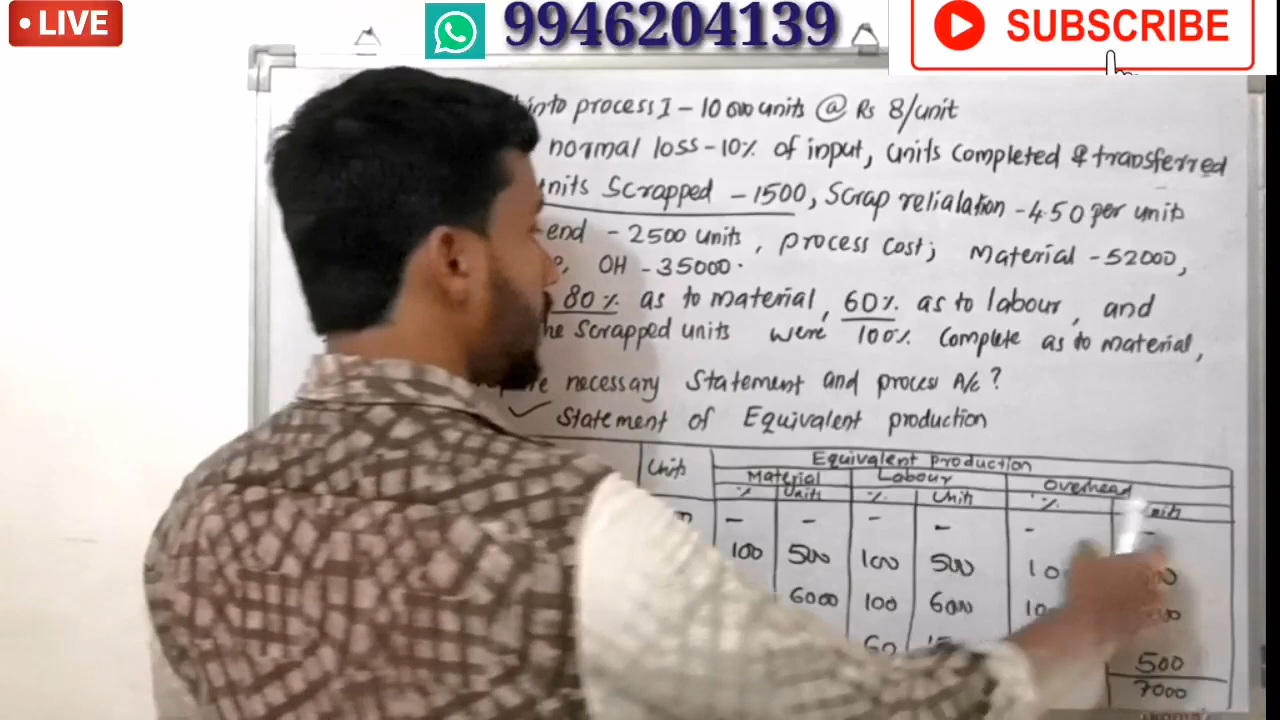 LIVE
9946204139
SUBSCRIBE
into process I - 10000 units @ Rs 8/unit
normal loss - 10% of input, units completed & transferred
units Scrapped - 1500, Scrap relialation - 4.50 per unit
end - 2500 units, process cost; material - 52000,
OH - 35000.
80% as to material, 60% as to labour, and
Scrapped units were 100% Complete as to material,
necessary Statement and process A/c ?
Statement of Equivalent production
Units Equivalent production
Material Labour Overhead
% Units % Unit % Units
- - - - - -
100 500 100 500
6000 100 6000
60
500
7000